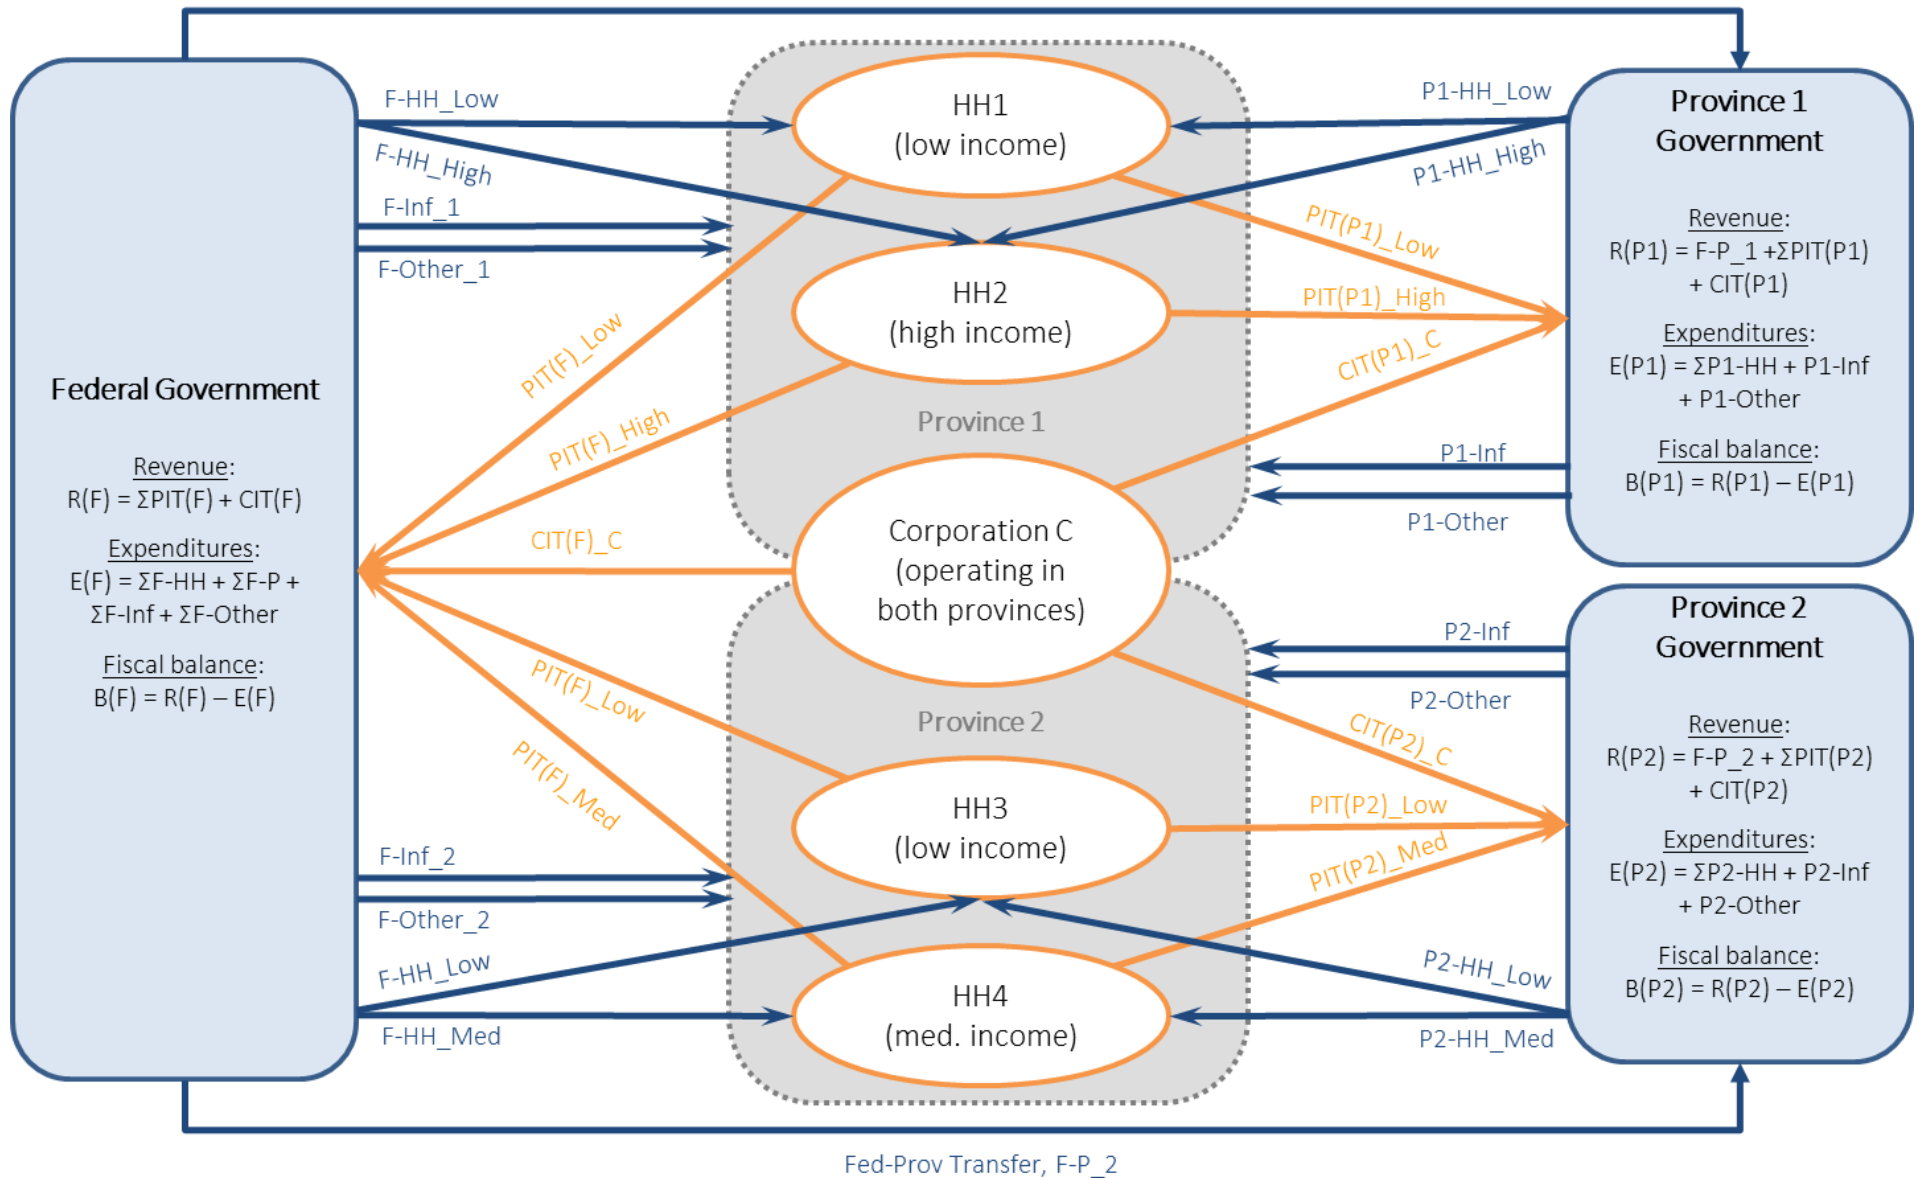 Federal Government
Revenue:
R(F) = ΣPIT(F) + CIT(F)
Expenditures:
E(F) = ΣF-HH + ΣF-P +
ΣF-Inf + ΣF-Other
Fiscal balance:
B(F) = R(F) – E(F)
F-HH_Low
F-HH_High
F-Inf_1
F-Other_1
PIT(F)_Low
PIT(F)_High
CIT(F)_C
PIT(F)_Low
PIT(F)_Med
F-Inf_2
F-Other_2
F-HH_Low
F-HH_Med
HH1
(low income)
HH2
(high income)
Province 1
Corporation C
(operating in
both provinces)
Province 2
HH3
(low income)
HH4
(med. income)
P1-HH_Low
P1-HH_High
PIT(P1)_Low
PIT(P1)_High
CIT(P1)_C
P1-Inf
P1-Other
P2-Inf
P2-Other
CIT(P2)_C
PIT(P2)_Low
PIT(P2)_Med
P2-HH_Low
P2-HH_Med
Province 1
Government
Revenue:
R(P1) = F-P_1 +ΣPIT(P1)
+ CIT(P1)
Expenditures:
E(P1) = ΣP1-HH + P1-Inf
+ P1-Other
Fiscal balance:
B(P1) = R(P1) – E(P1)
Province 2
Government
Revenue:
R(P2) = F-P_2 + ΣPIT(P2)
+ CIT(P2)
Expenditures:
E(P2) = ΣP2-HH + P2-Inf
+ P2-Other
Fiscal balance:
B(P2) = R(P2) – E(P2)
Fed-Prov Transfer, F-P_2